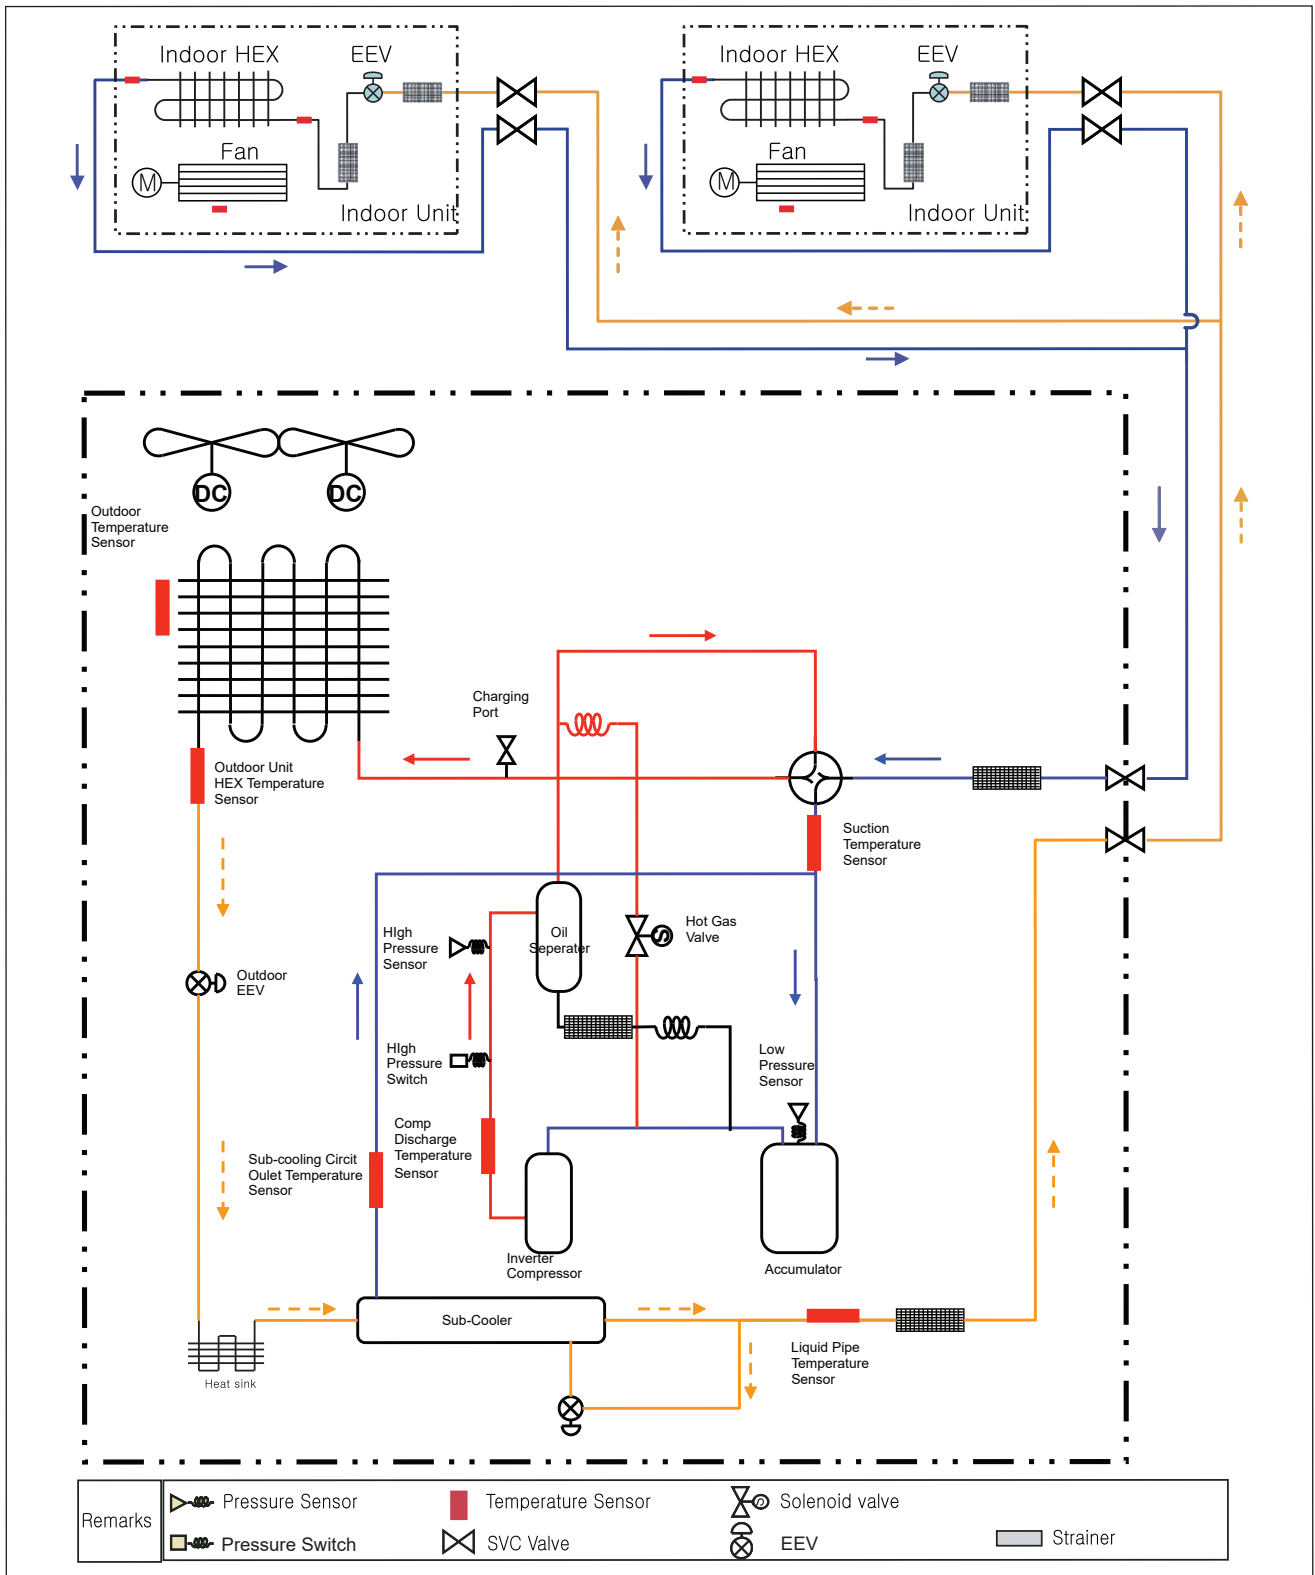 Indoor HEX
EEV
Fan
M
Indoor Unit
Indoor HEX
EEV
Fan
M
Indoor Unit
DC
DC
Outdoor
Temperature
Sensor
Charging
Port
Outdoor Unit
HEX Temperature
Sensor
Suction
Temperature
Sensor
HIgh
Pressure
Sensor
Oil
Seperater
Hot Gas
Valve
S
Outdoor
EEV
HIgh
Pressure
Switch
Low
Pressure
Sensor
Comp
Discharge
Temperature
Sensor
Sub-cooling Circit
Oulet Temperature
Sensor
Inverter
Compressor
Accumulator
Sub-Cooler
Liquid Pipe
Temperature
Sensor
Heat sink
Remarks
Pressure Sensor
Temperature Sensor
Solenoid valve
Pressure Switch
SVC Valve
EEV
Strainer